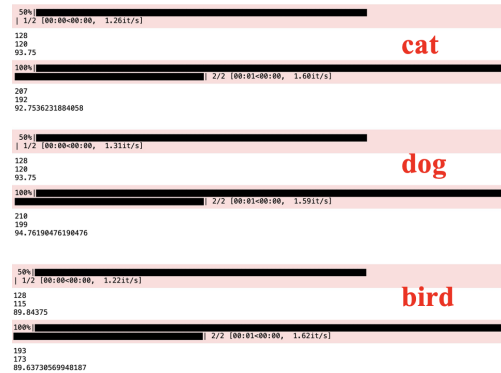 50%|
| 1/2 [00:00<00:00, 1.26it/s]
128
120
93.75
cat
100%|
| 2/2 [00:01<00:00, 1.60it/s]
207
192
92.7536231884058
50%|
| 1/2 [00:00<00:00, 1.31it/s]
128
120
93.75
dog
100%|
| 2/2 [00:01<00:00, 1.59it/s]
210
199
94.76190476190476
50%|
| 1/2 [00:00<00:00, 1.22it/s]
128
115
89.84375
bird
100%|
| 2/2 [00:01<00:00, 1.62it/s]
193
173
89.63730569948187